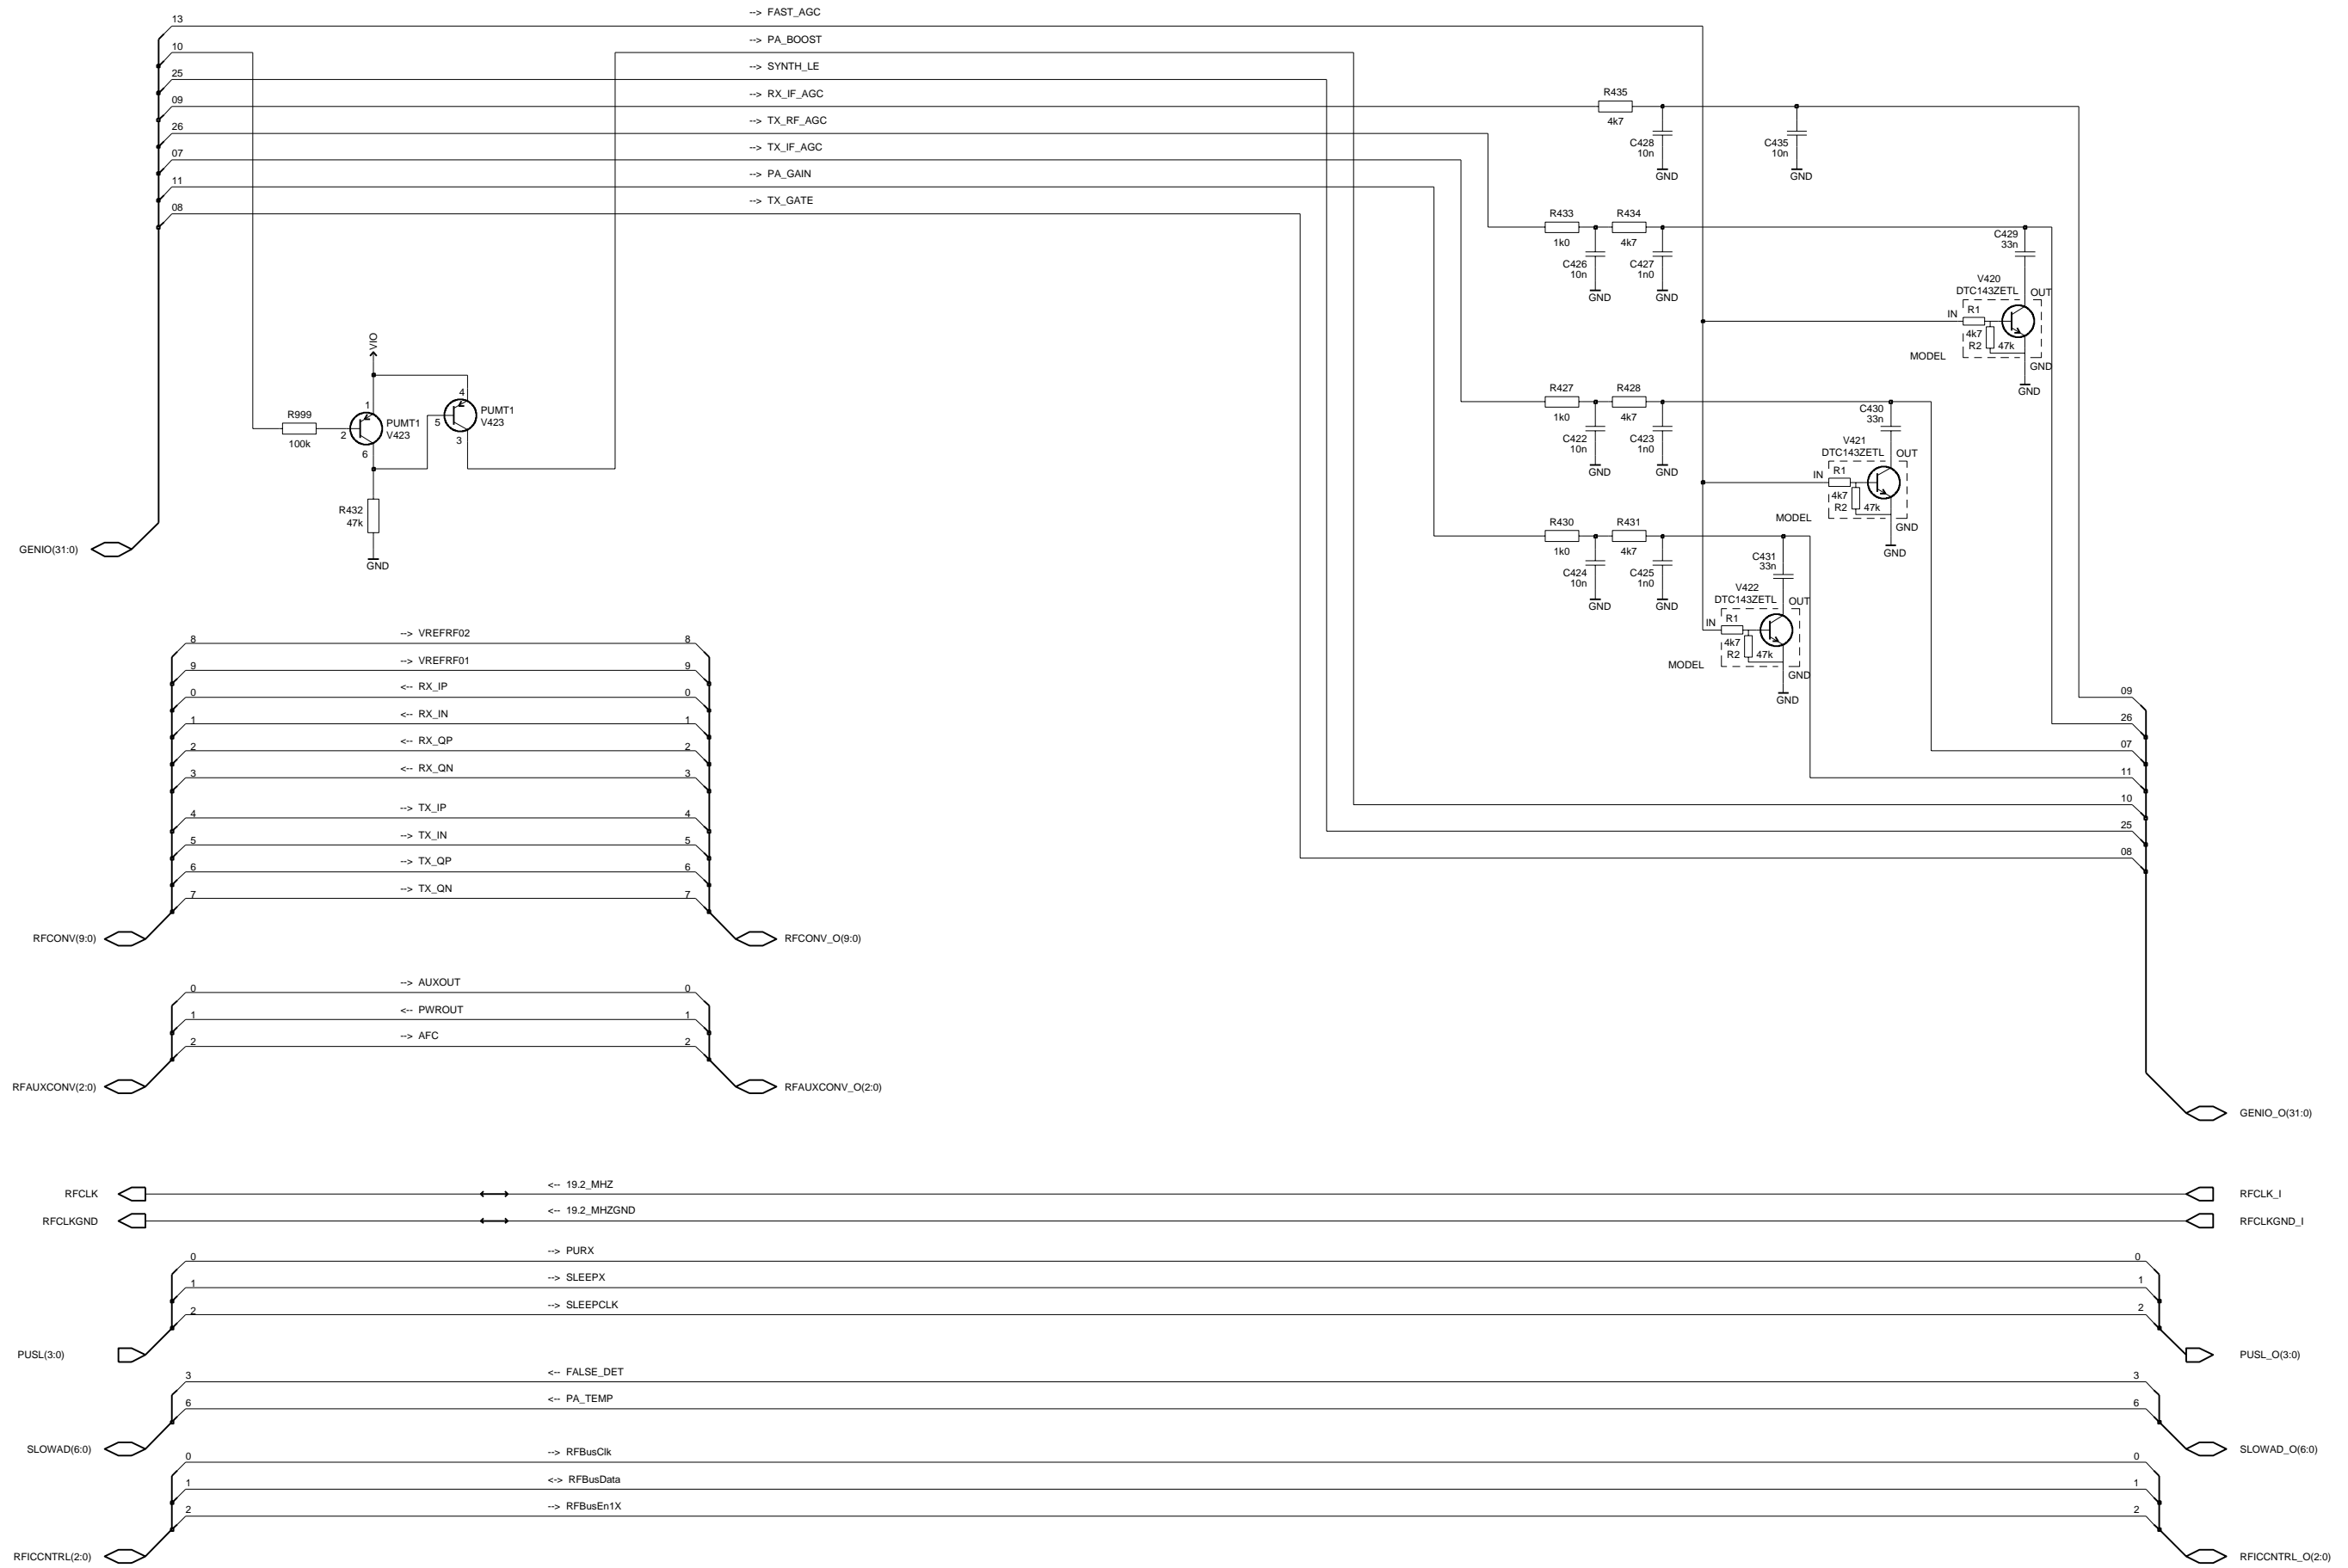 13 --> FAST_AGC
10 --> PA_BOOST
25 --> SYNTH_LE
09 --> RX_IF_AGC
26 --> TX_RF_AGC
07 --> TX_IF_AGC
11 --> PA_GAIN
08 --> TX_GATE
R435
4k7
C428
10n
GND
C435
10n
GND
R433
1k0
R434
4k7
C426
10n
GND
C427
1n0
GND
C429
33n
V420
DTC143ZETL
OUT
IN
R1
4k7
R2
47k
MODEL
GND
GND
VIO
R999
100k
1
2
6
PUMT1
V423
4
5
3
PUMT1
V423
R432
47k
GND
GENIO(31:0)
R427
1k0
R428
4k7
C422
10n
GND
C423
1n0
GND
C430
33n
V421
DTC143ZETL
OUT
IN
R1
4k7
R2
47k
MODEL
GND
GND
R430
1k0
R431
4k7
C424
10n
GND
C425
1n0
GND
C431
33n
V422
DTC143ZETL
OUT
IN
R1
4k7
R2
47k
MODEL
GND
GND
09
26
07
11
10
25
08
GENIO_O(31:0)
8 --> VREFRF02 8
9 --> VREFRF01 9
0 <-- RX_IP 0
1 <-- RX_IN 1
2 <-- RX_QP 2
3 <-- RX_QN 3
4 --> TX_IP 4
5 --> TX_IN 5
6 --> TX_QP 6
7 --> TX_QN 7
RFCONV(9:0) RFCONV_O(9:0)
0 --> AUXOUT 0
1 <-- PWROUT 1
2 --> AFC 2
RFAUXCONV(2:0) RFAUXCONV_O(2:0)
RFCLK <-- 19.2_MHZ RFCLK_I
RFCLKGND <-- 19.2_MHZGND RFCLKGND_I
0 --> PURX 0
1 --> SLEEPX 1
2 --> SLEEPCLK 2
PUSL(3:0) PUSL_O(3:0)
3 <-- FALSE_DET 3
6 <-- PA_TEMP 6
SLOWAD(6:0) SLOWAD_O(6:0)
0 --> RFBusClk 0
1 <-> RFBusData 1
2 --> RFBusEn1X 2
RFICCNTRL(2:0) RFICCNTRL_O(2:0)